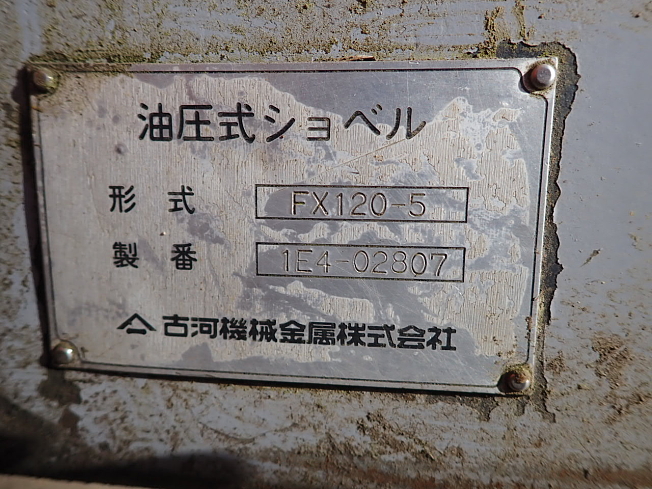 油圧式ショベル
形式 FX120-5
製番 1E4-02807
古河機械金属株式会社